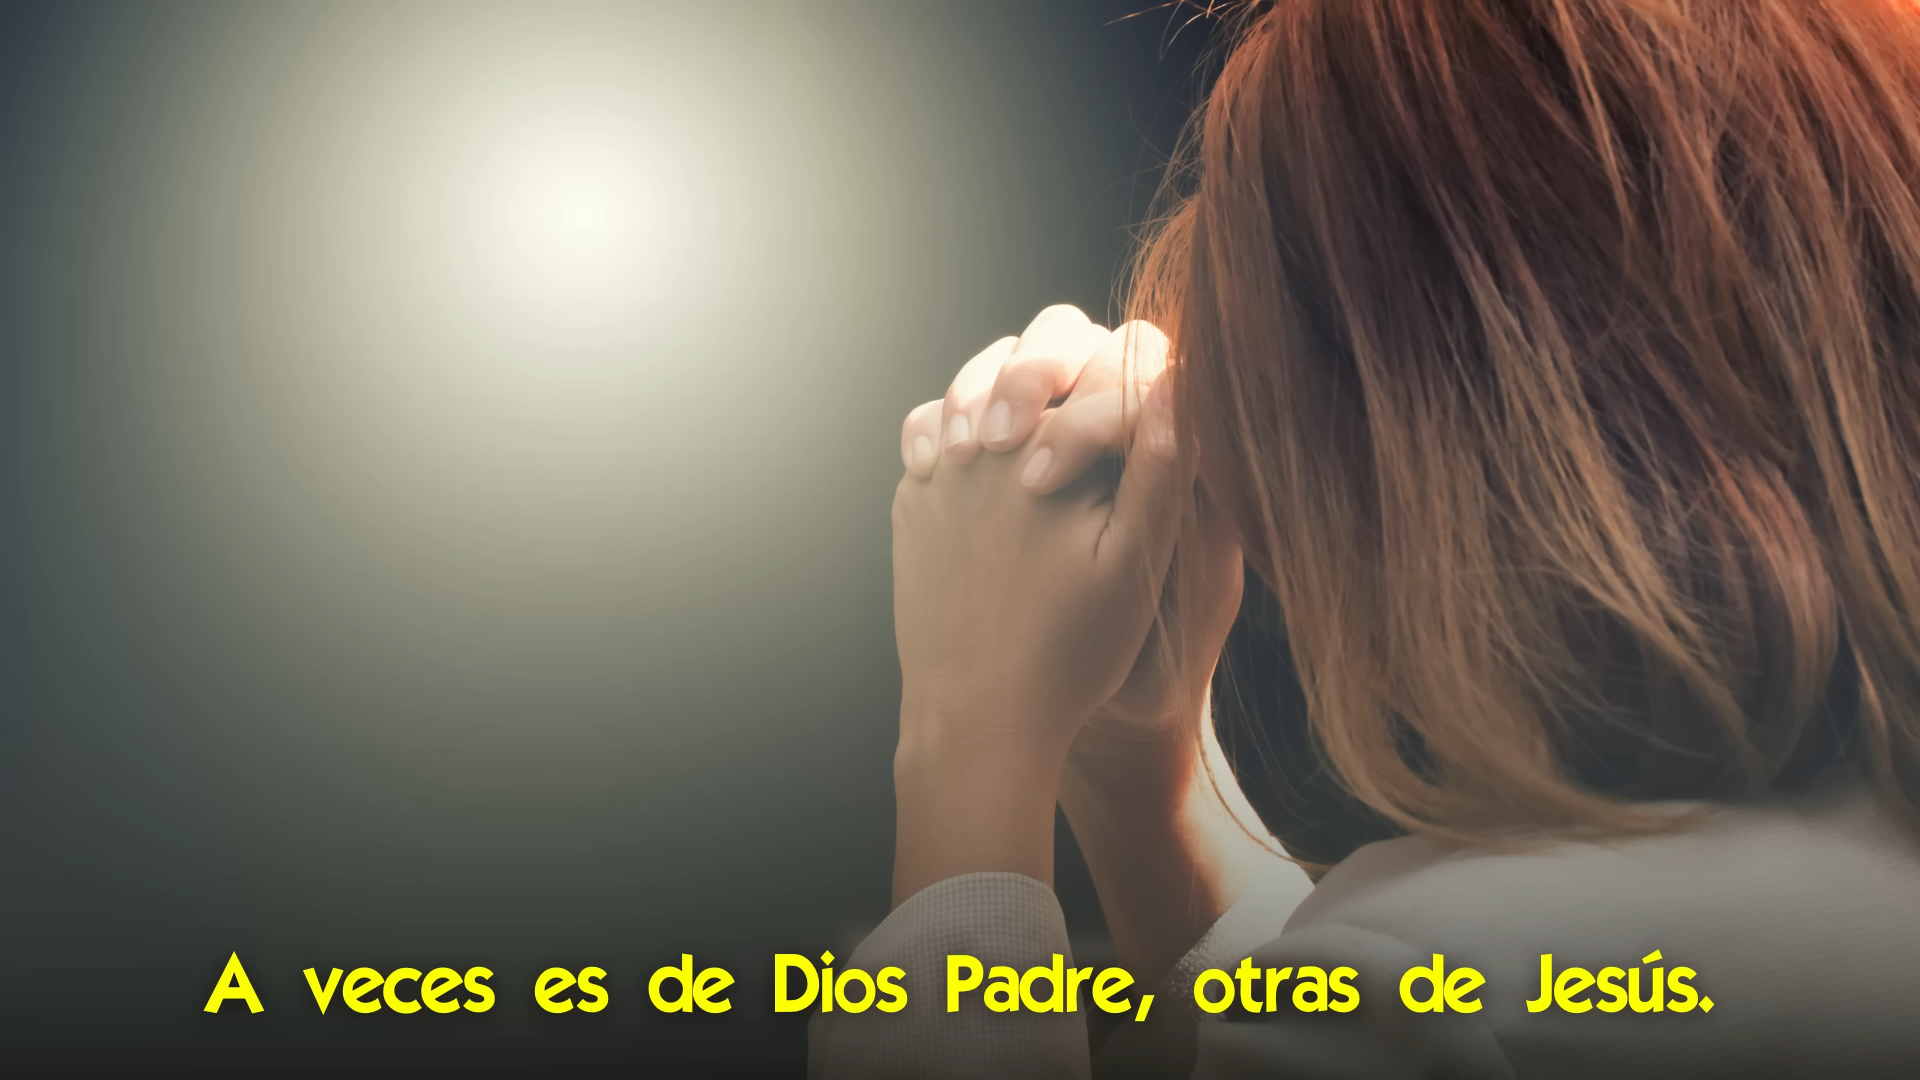 A veces es de Dios Padre, otras de Jesús.